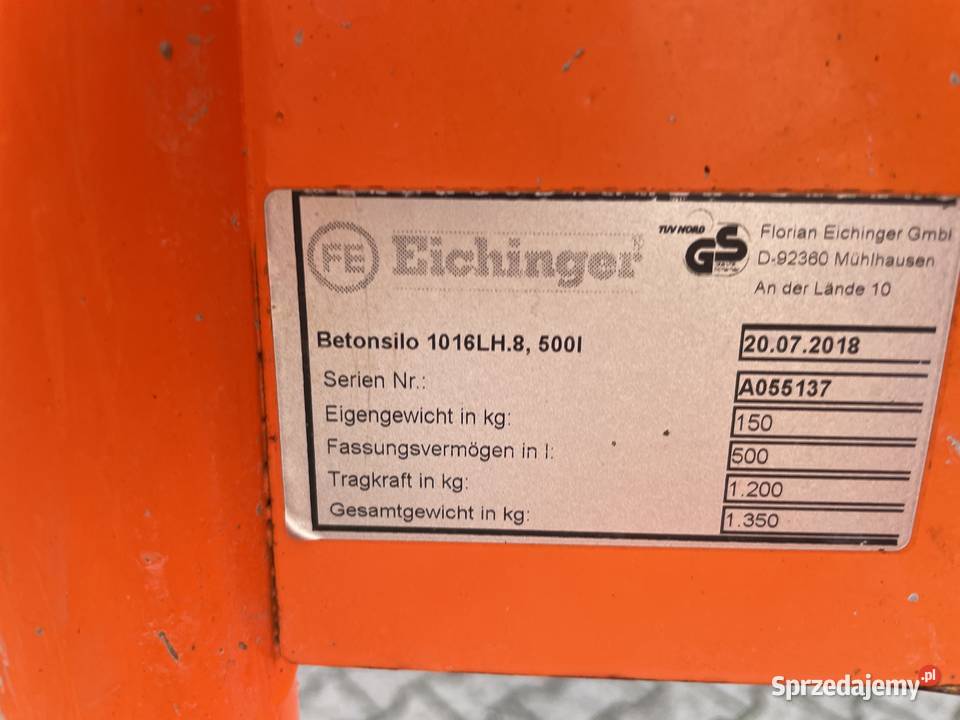 FE Eichinger®
TUV NORD
GS
Florian Eichinger Gmb
D-92360 Mühlhausen
An der Lände 10
Betonsilo 1016LH.8, 500l 20.07.2018
Serien Nr.: A055137
Eigengewicht in kg: 150
Fassungsvermögen in l: 500
Tragkraft in kg: 1.200
Gesamtgewicht in kg: 1.350
Sprzedajemy.pl